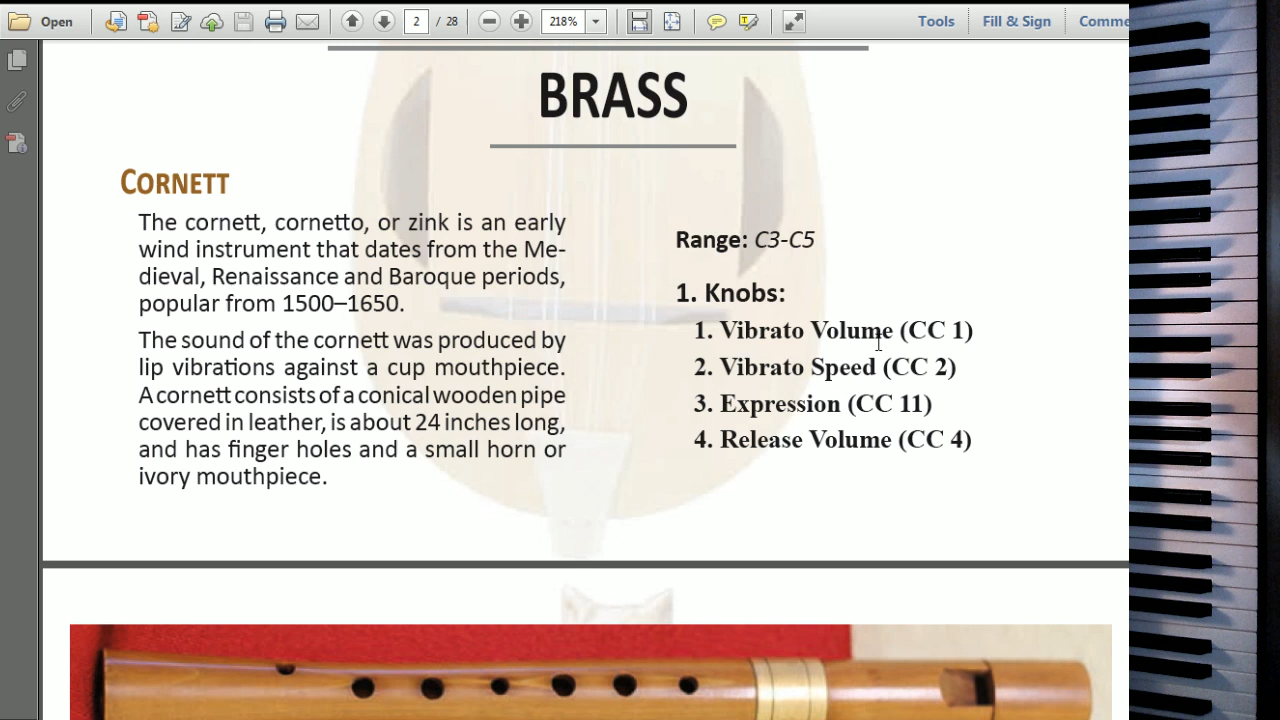 Open
2 / 28
218%
Tools
Fill & Sign
Comme
BRASS
CORNETT
The cornett, cornetto, or zink is an early
wind instrument that dates from the Me-
dieval, Renaissance and Baroque periods,
popular from 1500–1650.
The sound of the cornett was produced by
lip vibrations against a cup mouthpiece.
A cornett consists of a conical wooden pipe
covered in leather, is about 24 inches long,
and has finger holes and a small horn or
ivory mouthpiece.
Range: C3-C5
1. Knobs:
1. Vibrato Volume (CC 1)
2. Vibrato Speed (CC 2)
3. Expression (CC 11)
4. Release Volume (CC 4)